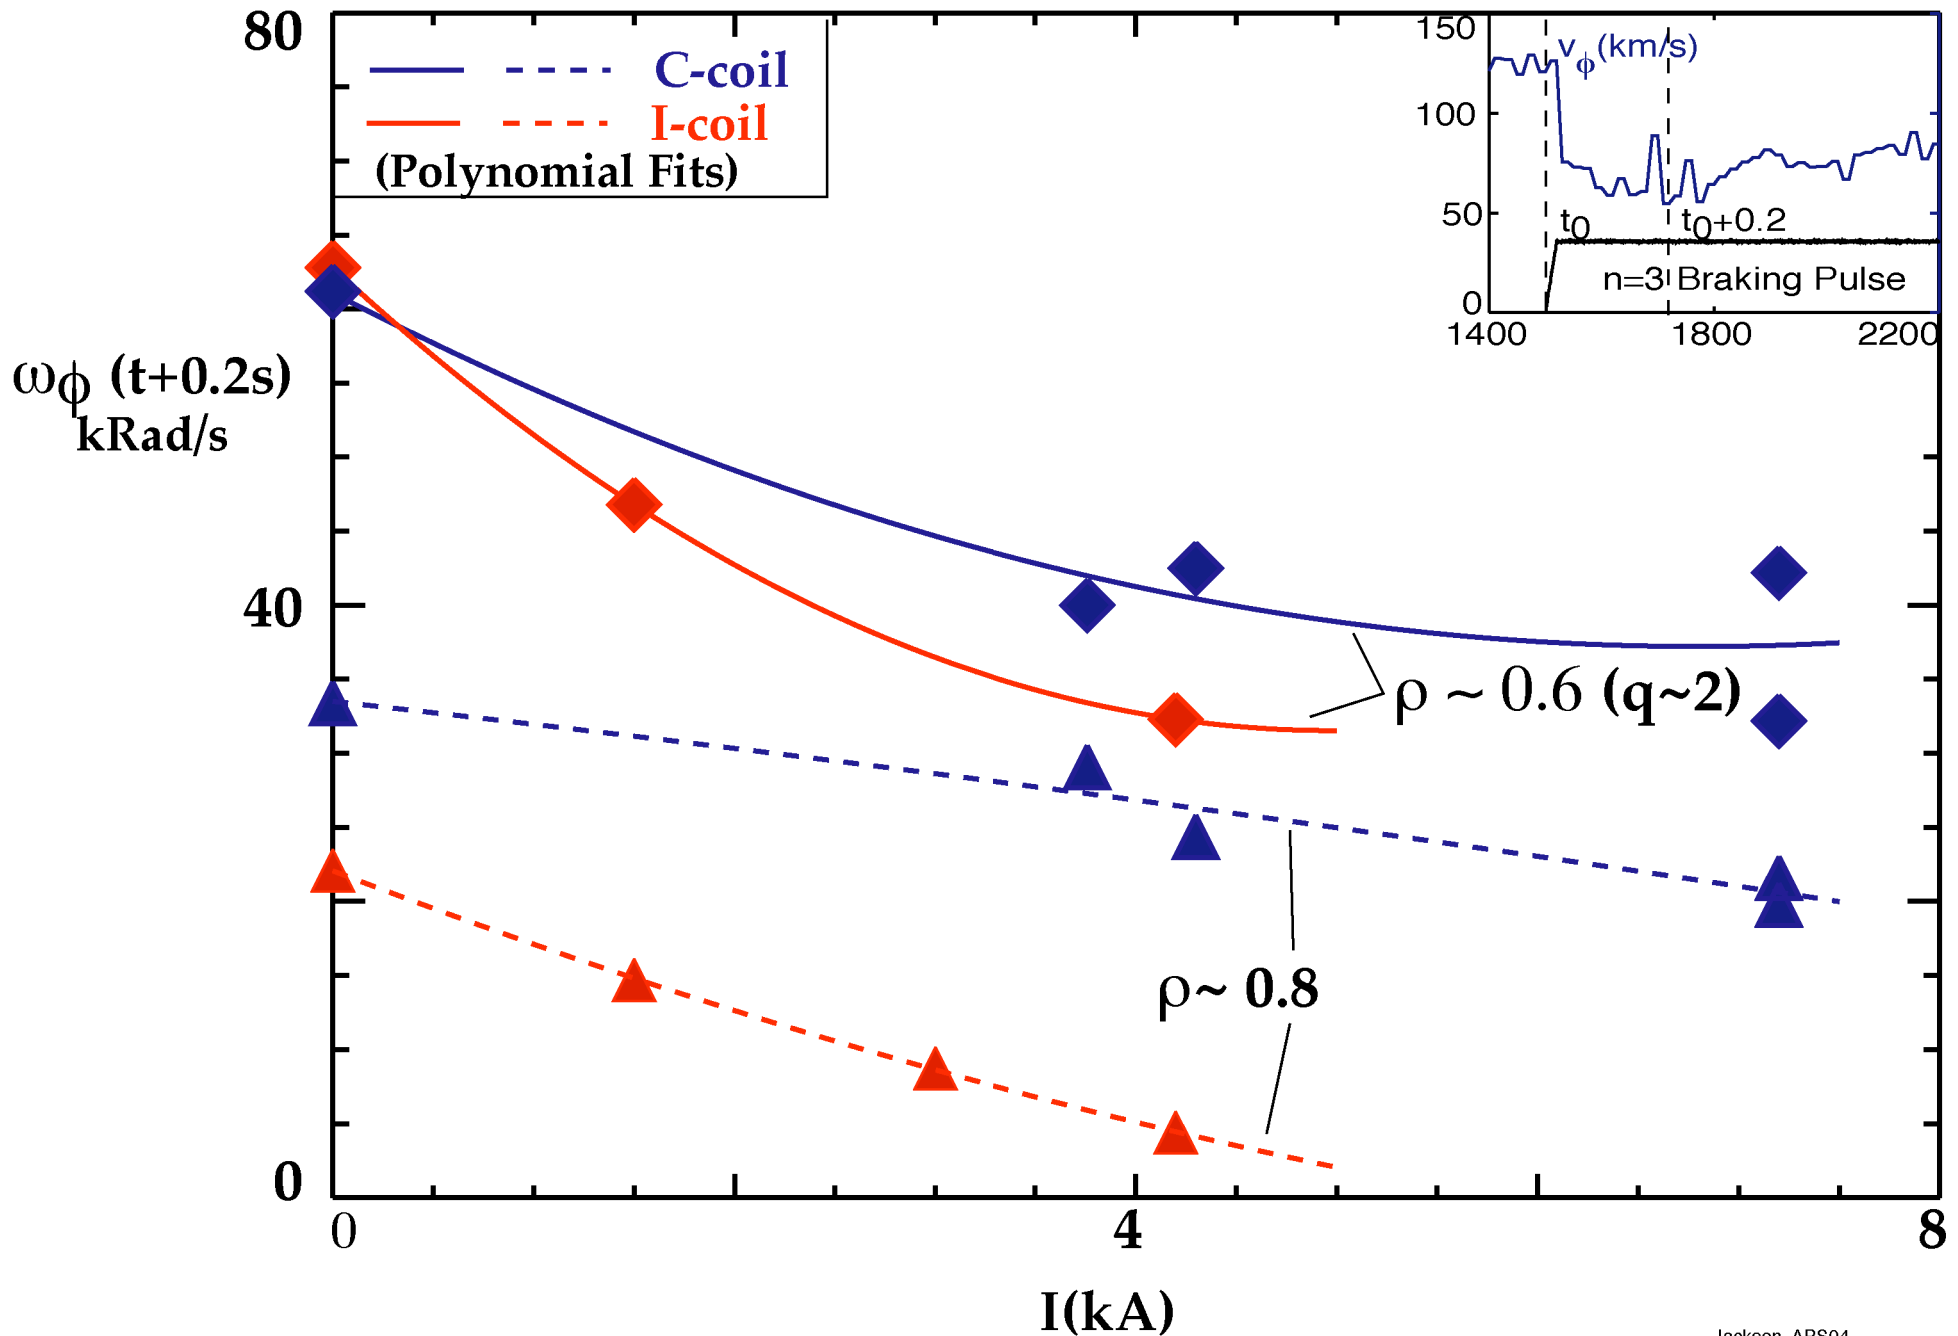 80
C-coil
I-coil
(Polynomial Fits)
ωϕ (t+0.2s)
kRad/s
40
0
0
4
8
I(kA)
ρ ~ 0.6 (q~2)
ρ~ 0.8
150
vϕ(km/s)
100
50
t0
t0+0.2
n=3 Braking Pulse
0
1400
1800
2200